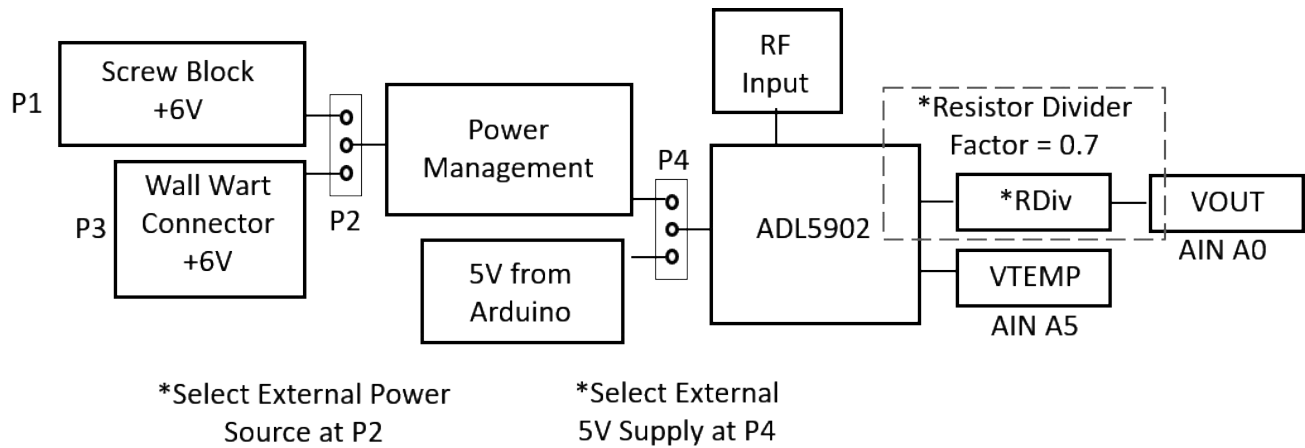 P1
Screw Block
+6V
P3
Wall Wart
Connector
+6V
P2
Power
Management
5V from
Arduino
P4
RF
Input
ADL5902
*Resistor Divider
Factor = 0.7
*RDiv
VOUT
AIN A0
VTEMP
AIN A5
*Select External Power
Source at P2
*Select External
5V Supply at P4